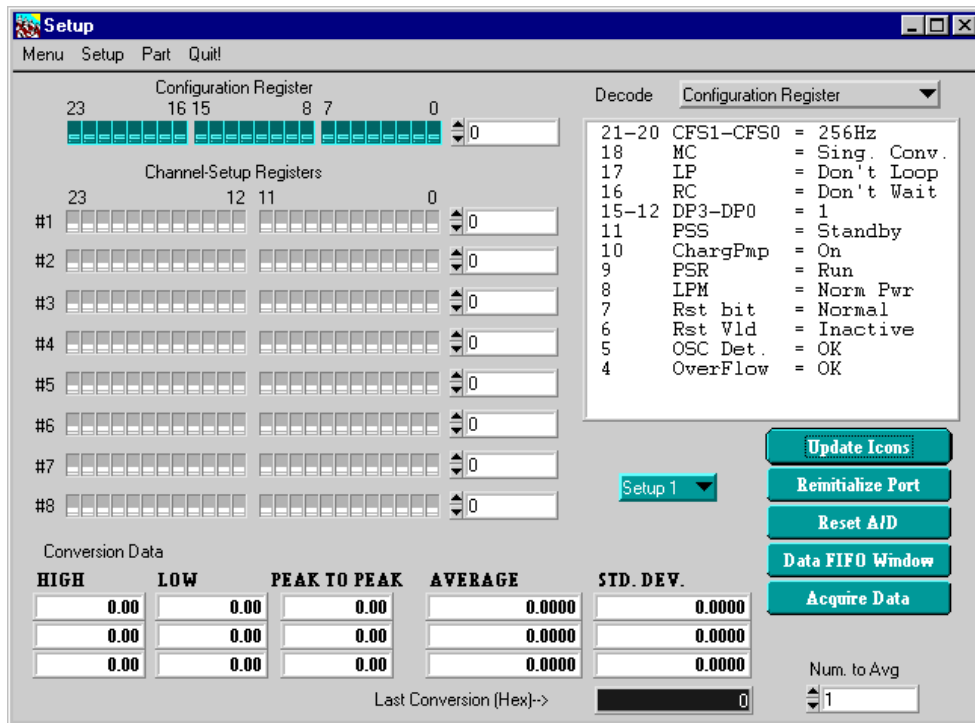 Setup
Menu Setup Part Quit!
Configuration Register
23 16 15 8 7 0
0
Channel-Setup Registers
23 12 11 0
#1 0
#2 0
#3 0
#4 0
#5 0
#6 0
#7 0
#8 0
Decode Configuration Register
21-20 CFS1-CFS0 = 256Hz
18 MC = Sing. Conv.
17 LP = Don't Loop
16 RC = Don't Wait
15-12 DP3-DP0 = 1
11 PSS = Standby
10 ChargPmp = On
9 PSR = Run
8 LPM = Norm Pwr
7 Rst bit = Normal
6 Rst Vld = Inactive
5 OSC Det. = OK
4 OverFlow = OK
Setup 1
Update Icons
Reinitialize Port
Reset A/D
Data FIFO Window
Acquire Data
Conversion Data
HIGH LOW PEAK TO PEAK AVERAGE STD. DEV.
0.00 0.00 0.00 0.0000 0.0000
0.00 0.00 0.00 0.0000 0.0000
0.00 0.00 0.00 0.0000 0.0000
Last Conversion (Hex)--> 0
Num. to Avg
1